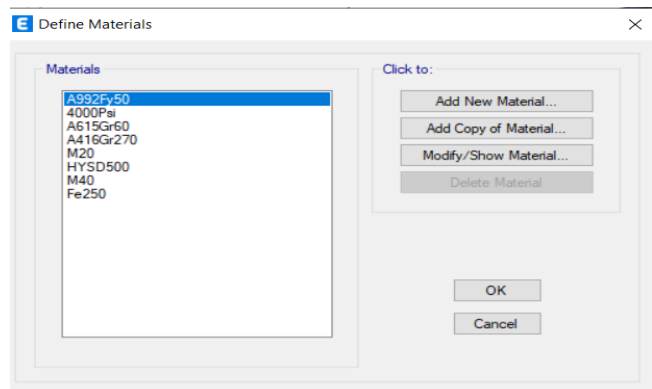 E Define Materials
Materials
A992Fy50
4000Psi
A615Gr60
A416Gr270
M20
HYSD500
M40
Fe250
Click to:
Add New Material...
Add Copy of Material...
Modify/Show Material...
Delete Material
OK
Cancel